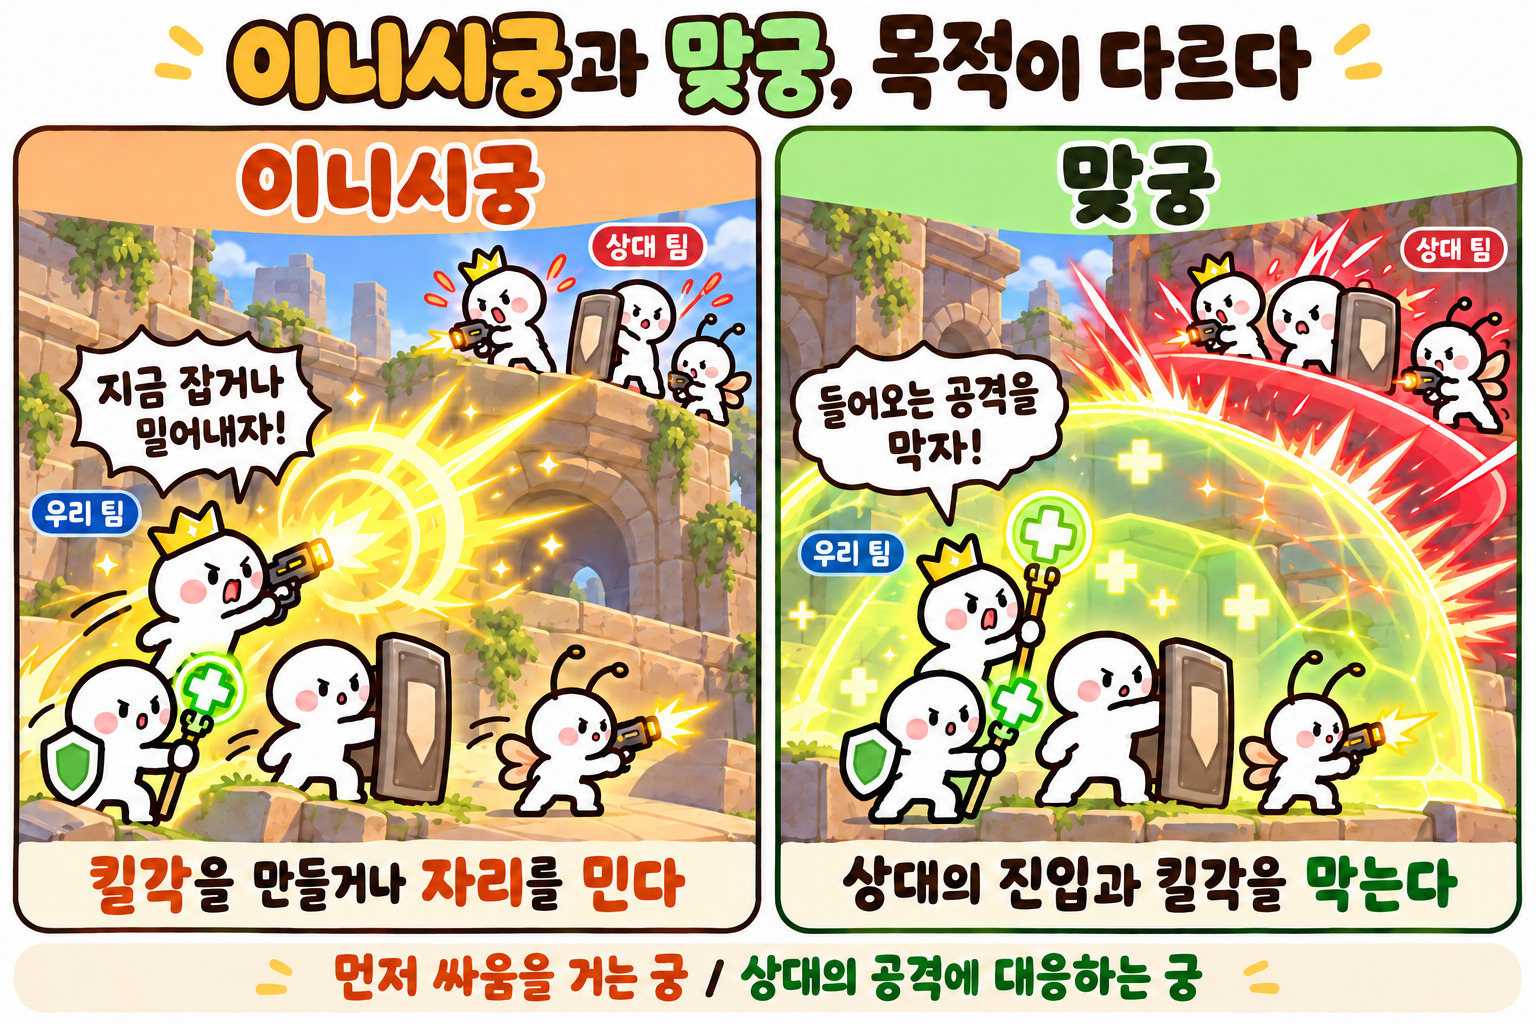 이니시궁과 맞궁, 목적이 다르다
이니시궁
상대 팀
지금 잡거나
밀어내자!
우리 팀
킬각을 만들거나 자리를 민다
맞궁
상대 팀
들어오는 공격을
막자!
우리 팀
상대의 진입과 킬각을 막는다
먼저 싸움을 거는 궁 / 상대의 공격에 대응하는 궁